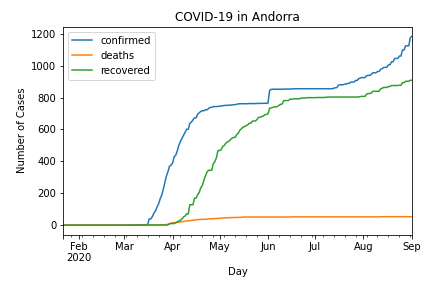 COVID-19 in Andorra
confirmed
deaths
recovered
Number of Cases
1200
1000
800
600
400
200
0
Feb Mar Apr May Jun Jul Aug Sep
2020
Day